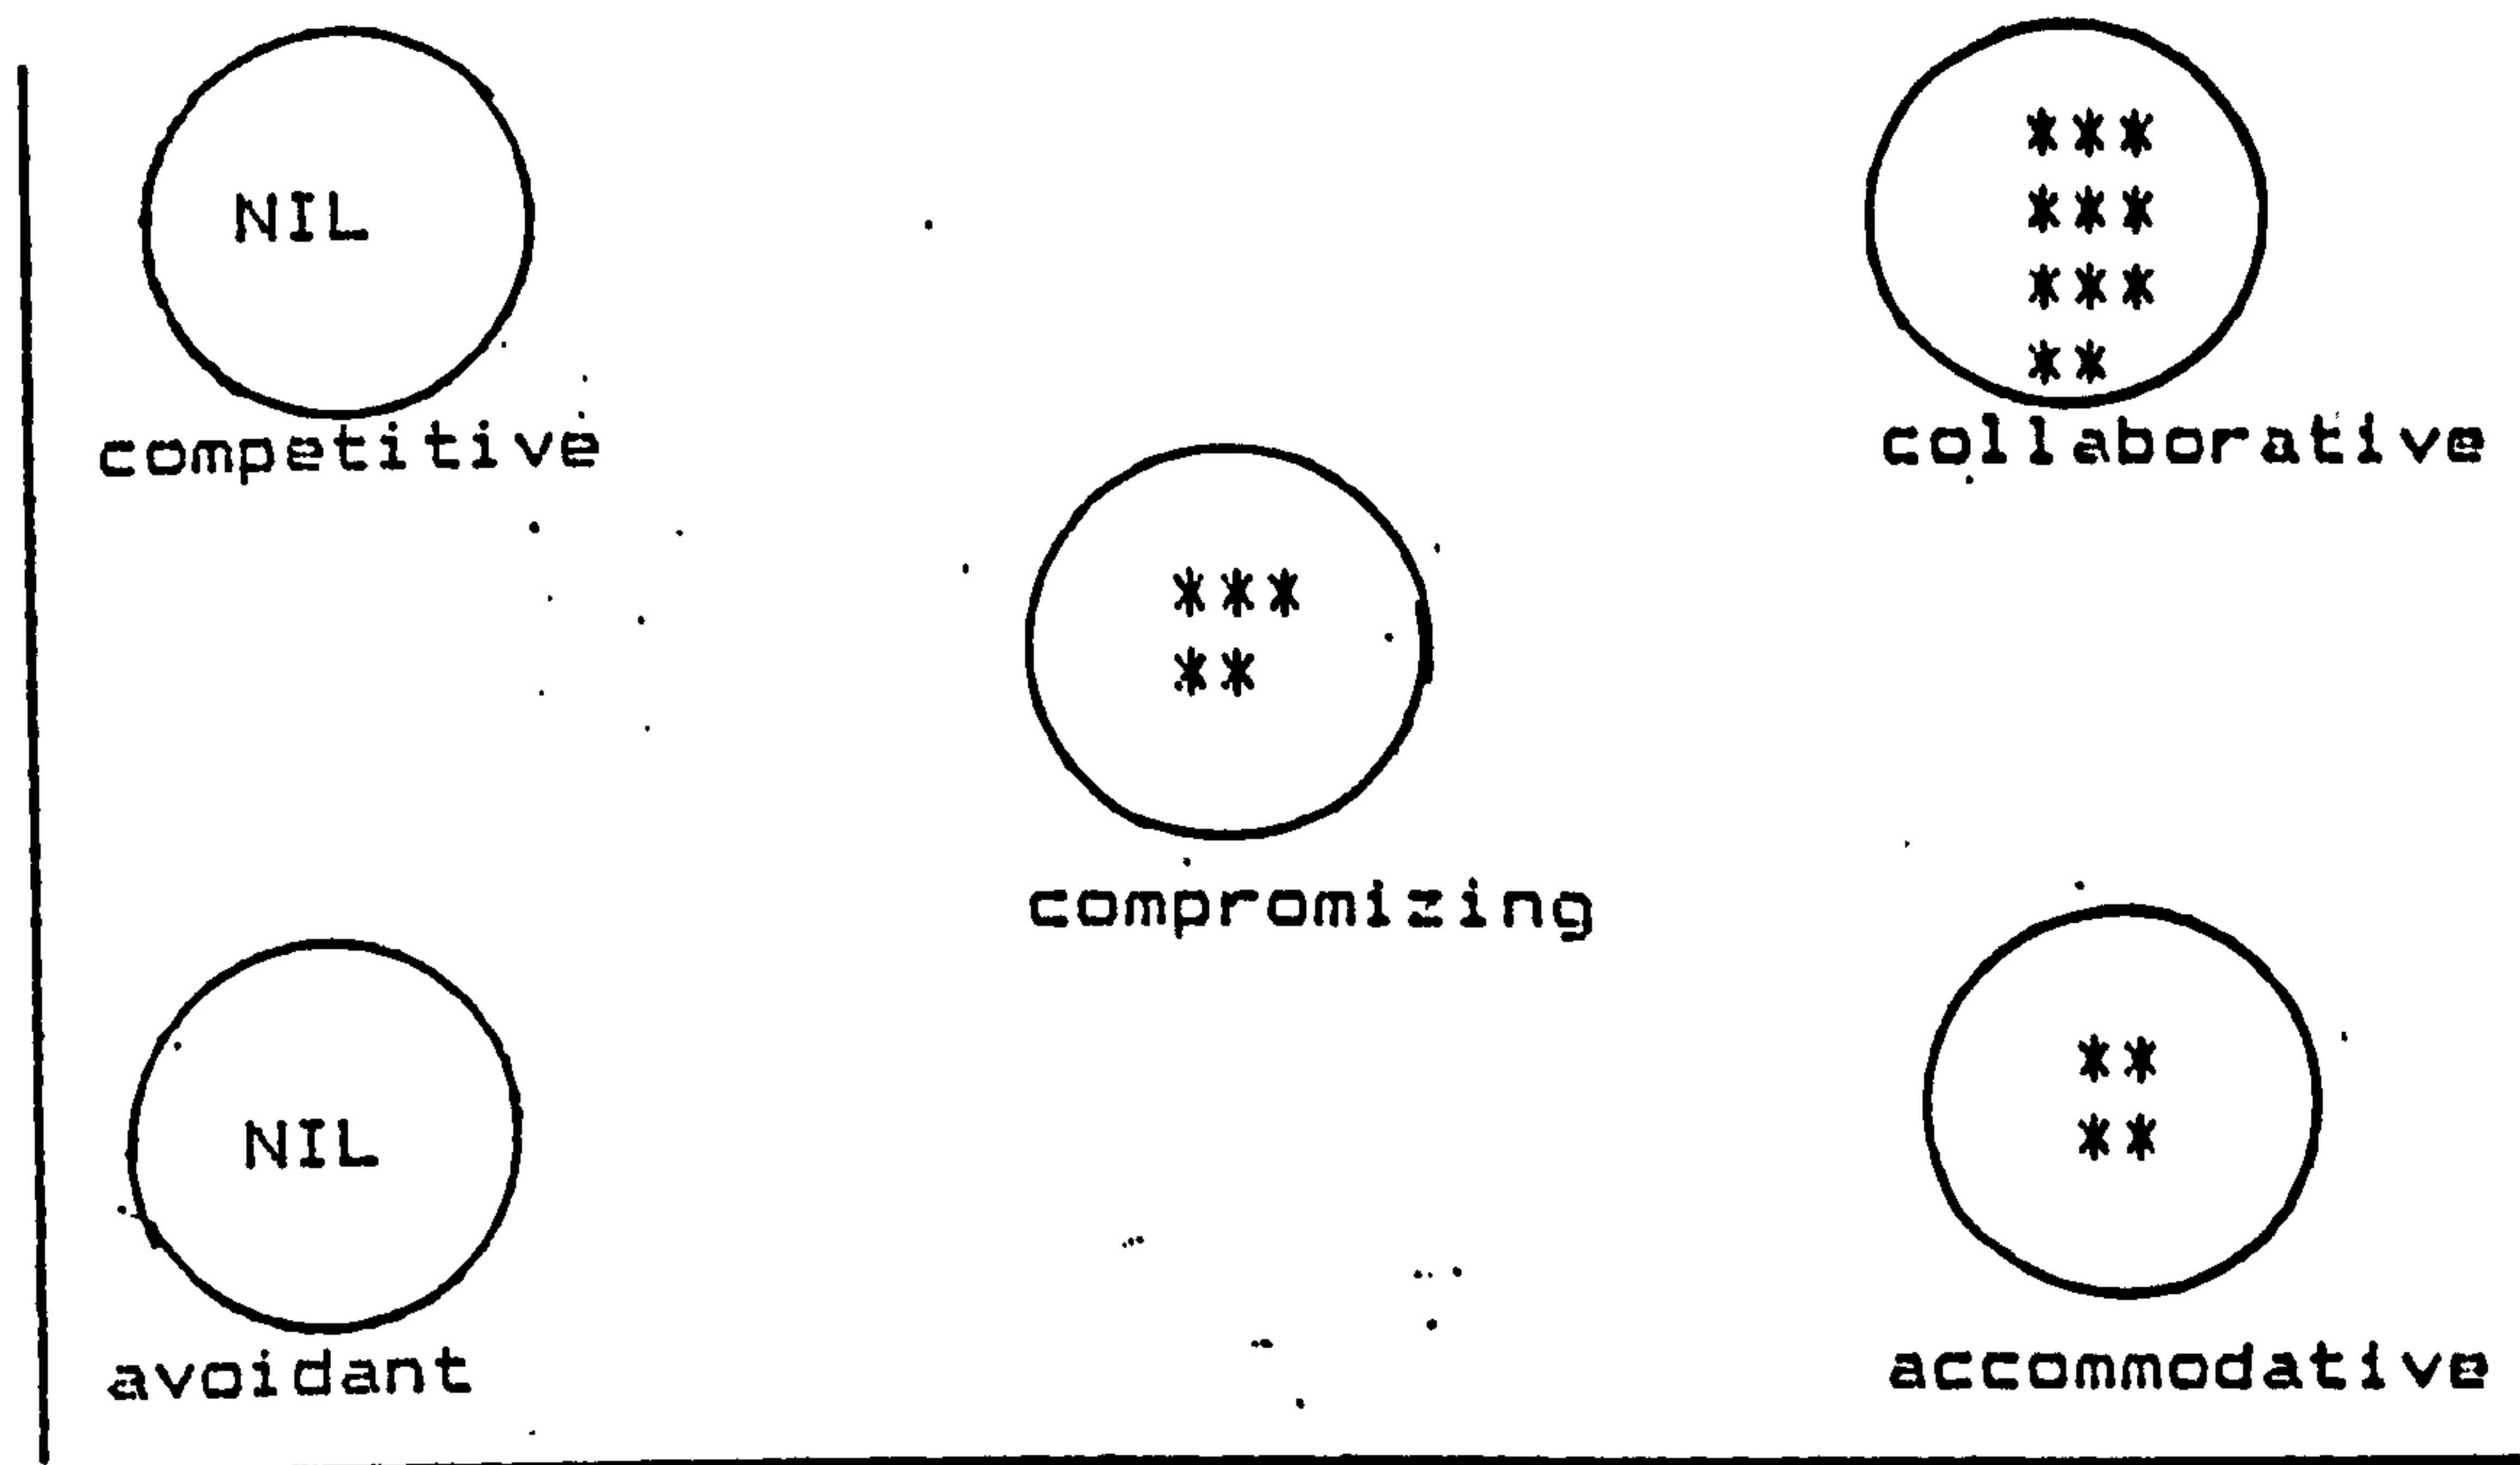 NIL
competitive
***
***
***
**
collaborative
***
**
compromizing
NIL
avoidant
**
**
accommodative